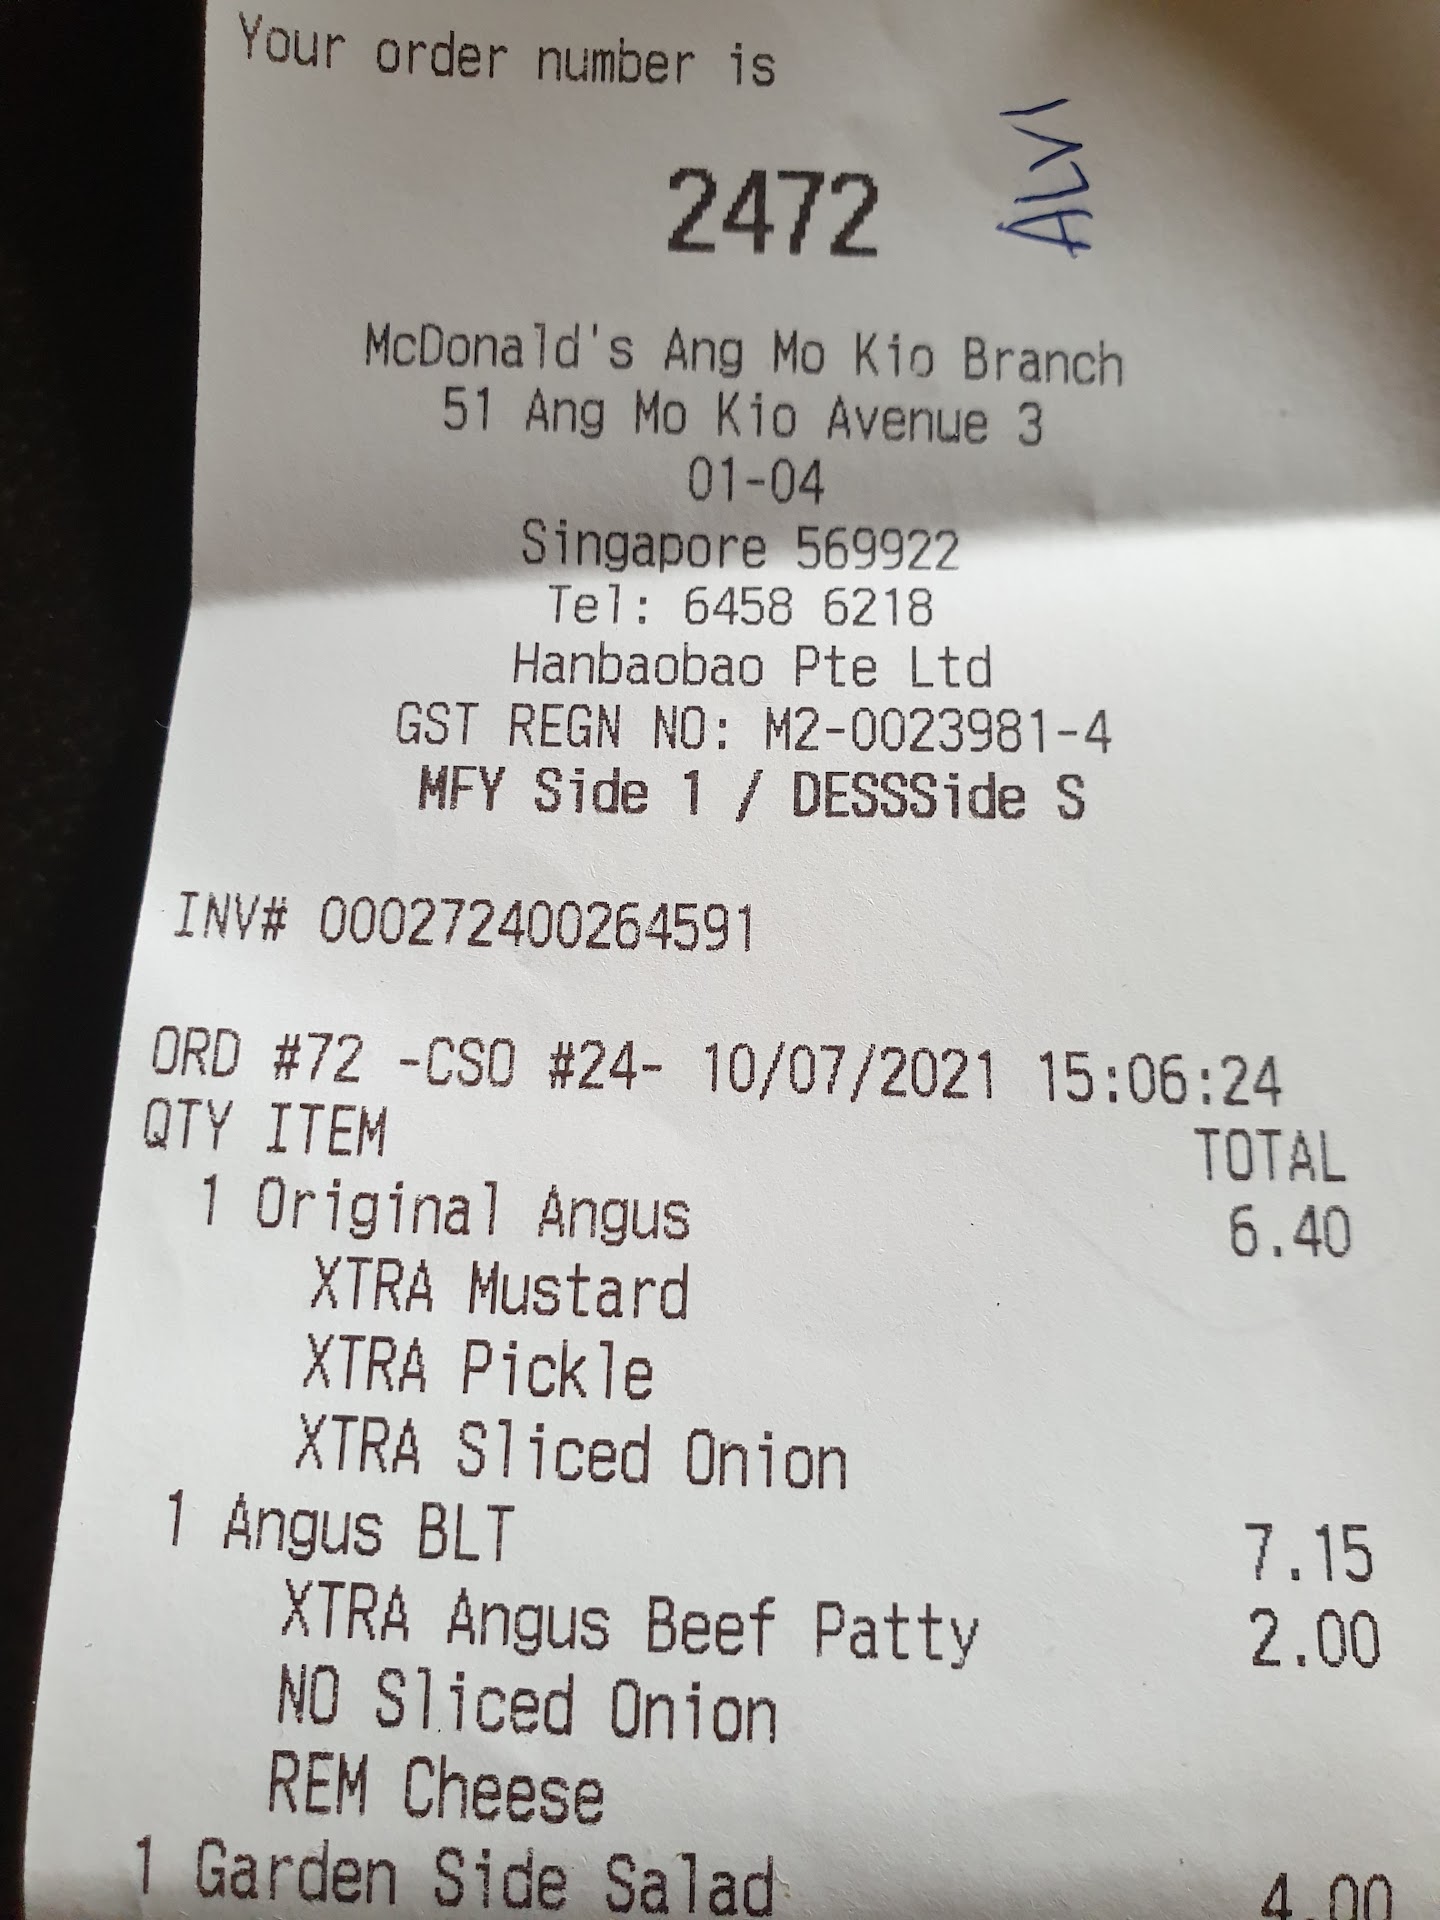 Your order number is
2472
ALVI
McDonald's Ang Mo Kio Branch
51 Ang Mo Kio Avenue 3
01-04
Singapore 569922
Tel: 6458 6218
Hanbaobao Pte Ltd
GST REGN NO: M2-0023981-4
MFY Side 1 / DESSSide S
INV# 000272400264591
ORD #72 -CSO #24- 10/07/2021 15:06:24
QTY ITEM TOTAL
1 Original Angus 6.40
XTRA Mustard
XTRA Pickle
XTRA Sliced Onion
1 Angus BLT 7.15
XTRA Angus Beef Patty 2.00
NO Sliced Onion
REM Cheese
1 Garden Side Salad 4.00